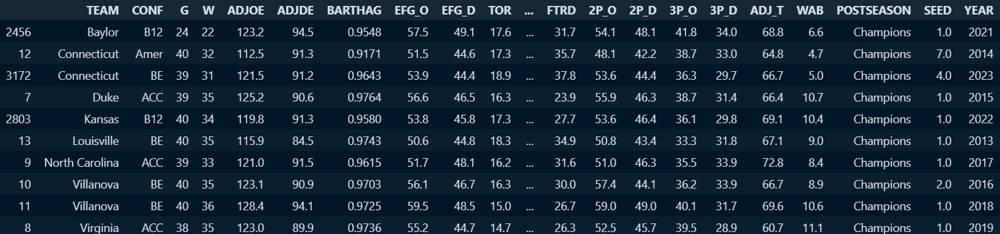 TEAM CONF G W ADJOE ADJDE BARTHAG EFG_O EFG_D TOR ... FTRD 2P_O 2P_D 3P_O 3P_D ADJ_T WAB POSTSEASON SEED YEAR
2456 Baylor B12 24 22 123.2 94.5 0.9548 57.5 49.1 17.6 ... 31.7 54.1 48.1 41.8 34.0 68.8 6.6 Champions 1.0 2021
12 Connecticut Amer 40 32 112.5 91.3 0.9171 51.5 44.6 17.3 ... 35.7 48.1 42.2 38.7 33.0 64.8 4.7 Champions 7.0 2014
3172 Connecticut BE 39 31 121.5 91.2 0.9643 53.9 44.4 18.9 ... 37.8 53.6 44.4 36.3 29.7 66.7 5.0 Champions 4.0 2023
7 Duke ACC 39 35 125.2 90.6 0.9764 56.6 46.5 16.3 ... 23.9 55.9 46.3 38.7 31.4 66.4 10.7 Champions 1.0 2015
2803 Kansas B12 40 34 119.8 91.3 0.9580 53.8 45.8 17.3 ... 27.7 53.6 46.4 36.1 29.8 69.1 10.4 Champions 1.0 2022
13 Louisville BE 40 35 115.9 84.5 0.9743 50.6 44.8 18.3 ... 34.9 50.8 43.4 33.3 31.8 67.1 9.0 Champions 1.0 2013
9 North Carolina ACC 39 33 121.0 91.5 0.9615 51.7 48.1 16.2 ... 31.6 51.0 46.3 35.5 33.9 72.8 8.4 Champions 1.0 2017
10 Villanova BE 40 35 123.1 90.9 0.9703 56.1 46.7 16.3 ... 30.0 57.4 44.1 36.2 33.9 66.7 8.9 Champions 2.0 2016
11 Villanova BE 40 36 128.4 94.1 0.9725 59.5 48.5 15.0 ... 26.7 59.0 49.0 40.1 31.7 69.6 10.6 Champions 1.0 2018
8 Virginia ACC 38 35 123.0 89.9 0.9736 55.2 44.7 14.7 ... 26.3 52.5 45.7 39.5 28.9 60.7 11.1 Champions 1.0 2019